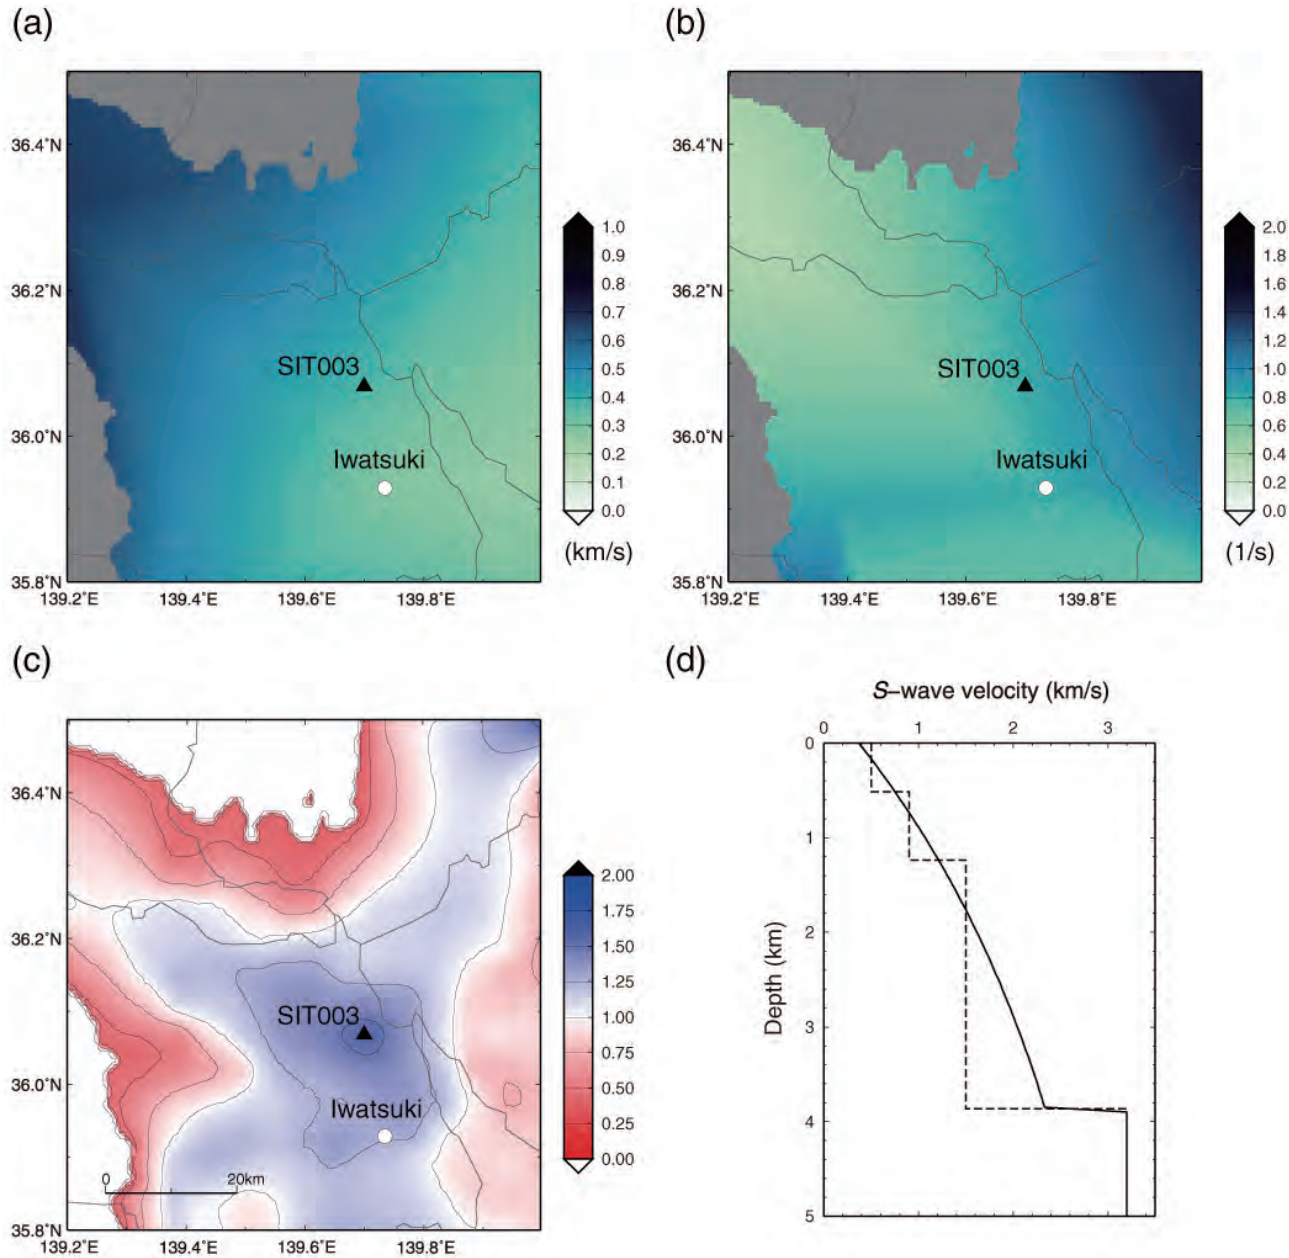 (a)
36.4°N
36.2°N
36.0°N
35.8°N
139.2°E
139.4°E
139.6°E
139.8°E
SIT003
Iwatsuki
1.0
0.9
0.8
0.7
0.6
0.5
0.4
0.3
0.2
0.1
0.0
(km/s)
(b)
36.4°N
36.2°N
36.0°N
35.8°N
139.2°E
139.4°E
139.6°E
139.8°E
SIT003
Iwatsuki
2.0
1.8
1.6
1.4
1.2
1.0
0.8
0.6
0.4
0.2
0.0
(1/s)
(c)
36.4°N
36.2°N
36.0°N
35.8°N
139.2°E
139.4°E
139.6°E
139.8°E
SIT003
Iwatsuki
0 20km
2.00
1.75
1.50
1.25
1.00
0.75
0.50
0.25
0.00
(d)
S–wave velocity (km/s)
0 1 2 3
Depth (km)
0
1
2
3
4
5